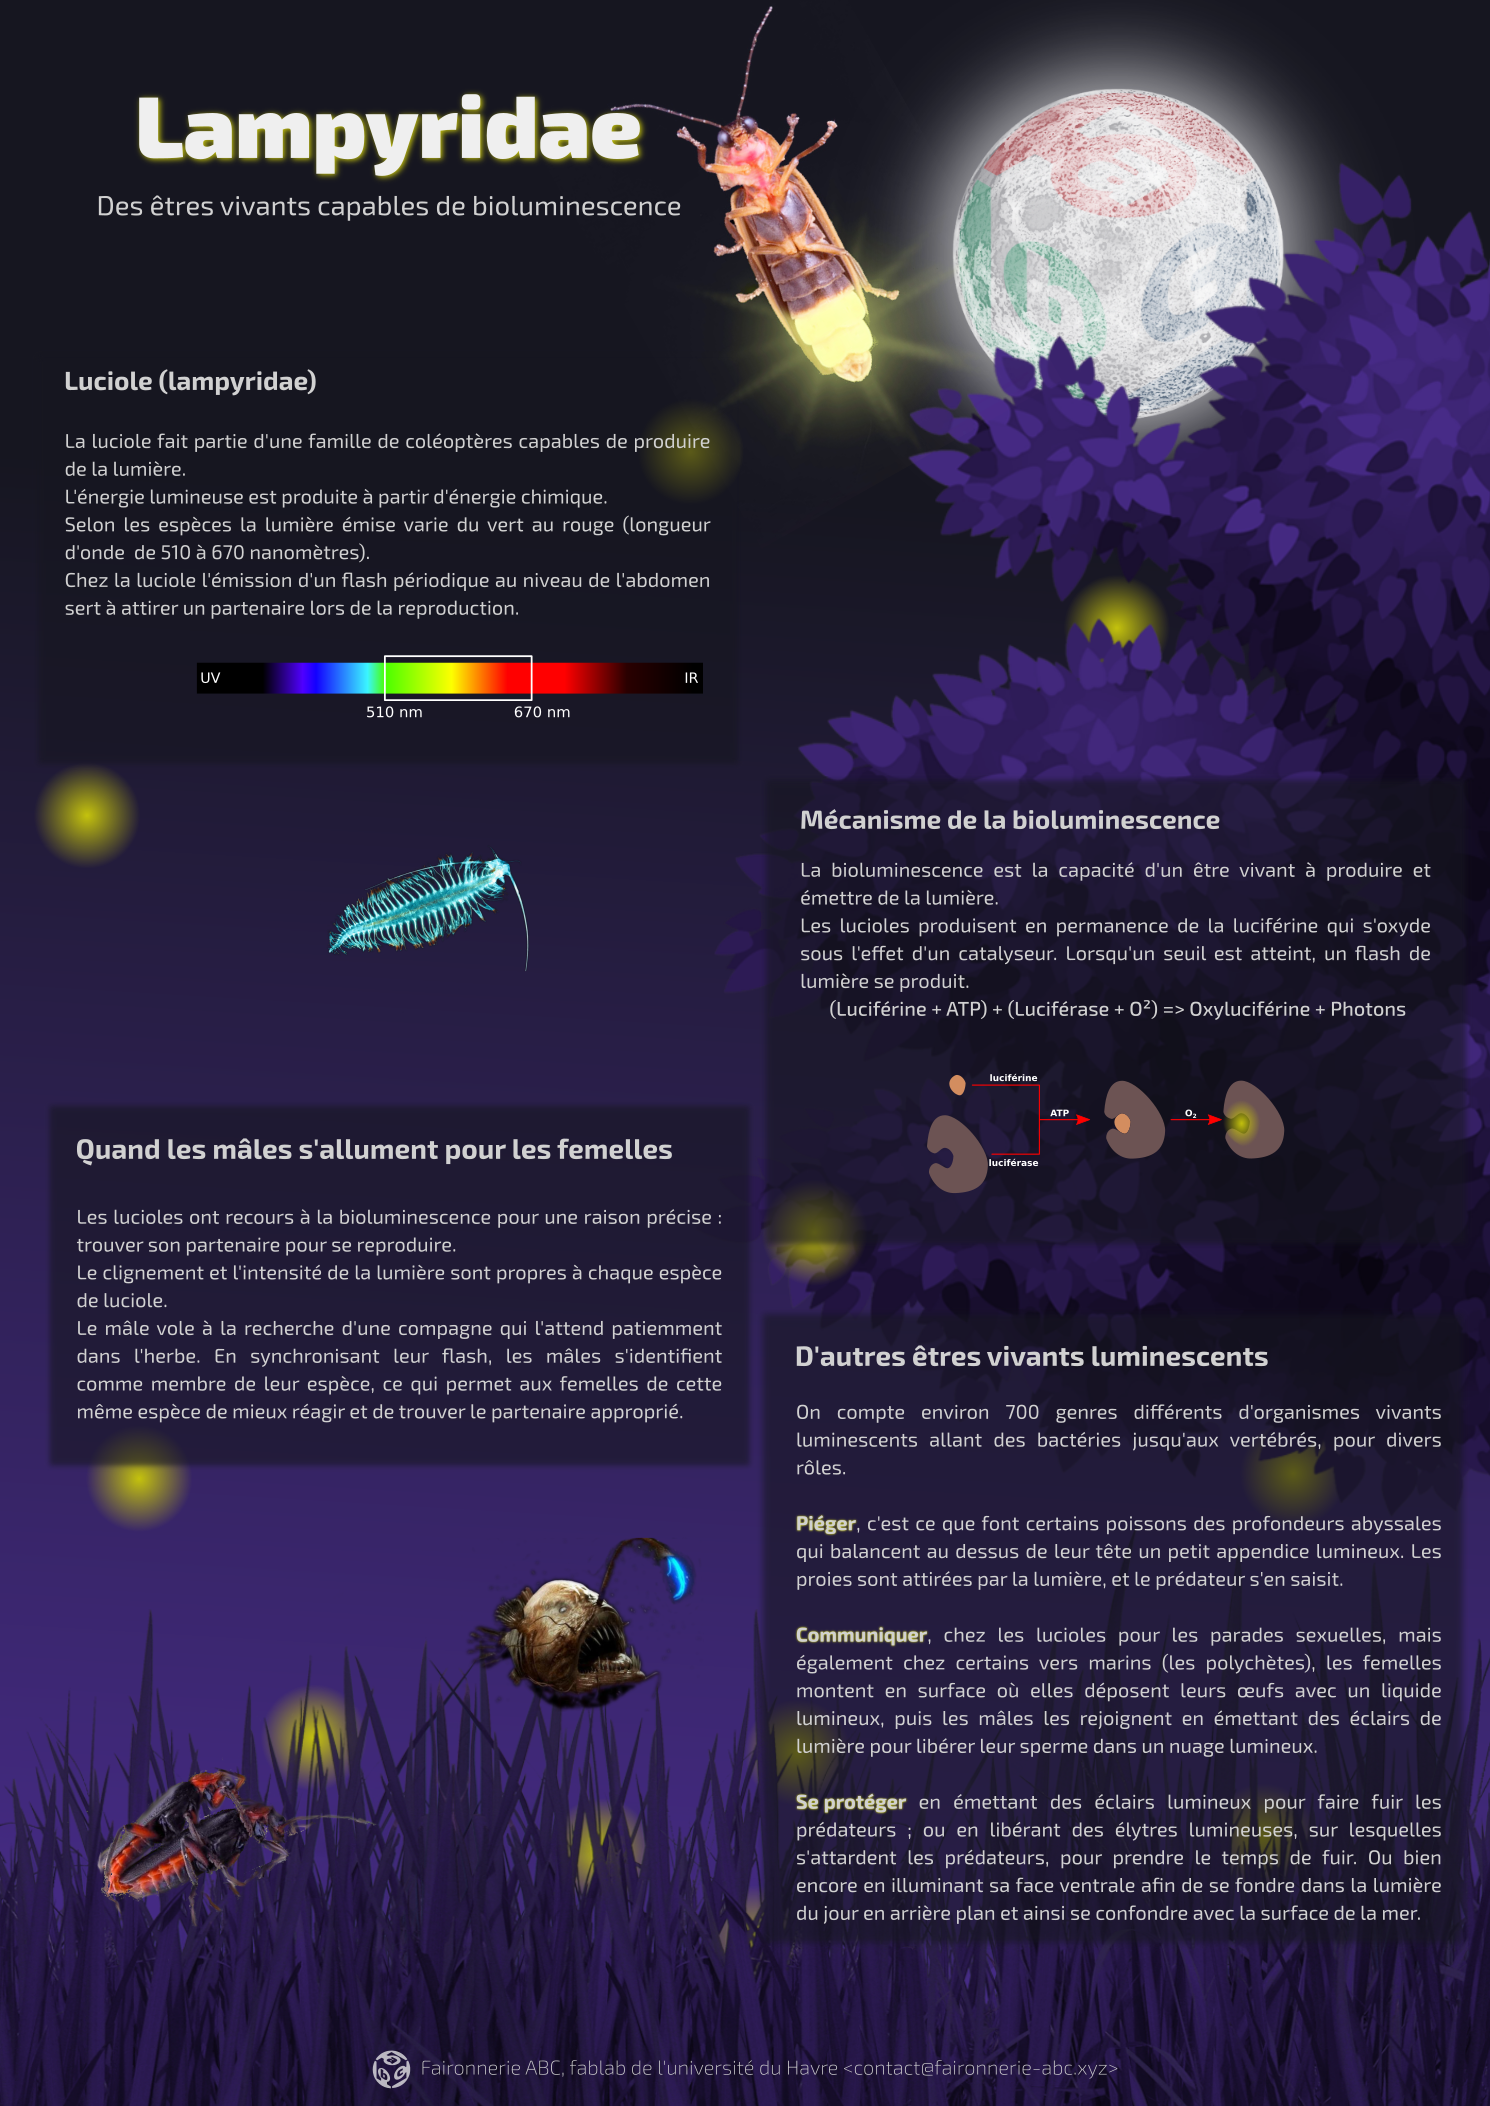 Lampyridae
Des êtres vivants capables de bioluminescence
Luciole (lampyridae)
La luciole fait partie d'une famille de coléoptères capables de produire
de la lumière.
L'énergie lumineuse est produite à partir d'énergie chimique.
Selon les espèces la lumière émise varie du vert au rouge (longueur
d'onde de 510 à 670 nanomètres).
Chez la luciole l'émission d'un flash périodique au niveau de l'abdomen
sert à attirer un partenaire lors de la reproduction.
UV
IR
510 nm
670 nm
Mécanisme de la bioluminescence
La bioluminescence est la capacité d'un être vivant à produire et
émettre de la lumière.
Les lucioles produisent en permanence de la luciférine qui s'oxyde
sous l'effet d'un catalyseur. Lorsqu'un seuil est atteint, un flash de
lumière se produit.
(Luciférine + ATP) + (Luciférase + O²) => Oxyluciférine + Photons
luciférine
ATP
O₂
luciférase
Quand les mâles s'allument pour les femelles
Les lucioles ont recours à la bioluminescence pour une raison précise :
trouver son partenaire pour se reproduire.
Le clignement et l'intensité de la lumière sont propres à chaque espèce
de luciole.
Le mâle vole à la recherche d'une compagne qui l'attend patiemment
dans l'herbe. En synchronisant leur flash, les mâles s'identifient
comme membre de leur espèce, ce qui permet aux femelles de cette
même espèce de mieux réagir et de trouver le partenaire approprié.
D'autres êtres vivants luminescents
On compte environ 700 genres différents d'organismes vivants
luminescents allant des bactéries jusqu'aux vertébrés, pour divers
rôles.
Piéger, c'est ce que font certains poissons des profondeurs abyssales
qui balancent au dessus de leur tête un petit appendice lumineux. Les
proies sont attirées par la lumière, et le prédateur s'en saisit.
Communiquer, chez les lucioles pour les parades sexuelles, mais
également chez certains vers marins (les polychètes), les femelles
montent en surface où elles déposent leurs œufs avec un liquide
lumineux, puis les mâles les rejoignent en émettant des éclairs de
lumière pour libérer leur sperme dans un nuage lumineux.
Se protéger en émettant des éclairs lumineux pour faire fuir les
prédateurs ; ou en libérant des élytres lumineuses, sur lesquelles
s'attardent les prédateurs, pour prendre le temps de fuir. Ou bien
encore en illuminant sa face ventrale afin de se fondre dans la lumière
du jour en arrière plan et ainsi se confondre avec la surface de la mer.
Faironnerie ABC, fablab de l'université du Havre <contact@faironnerie-abc.xyz>